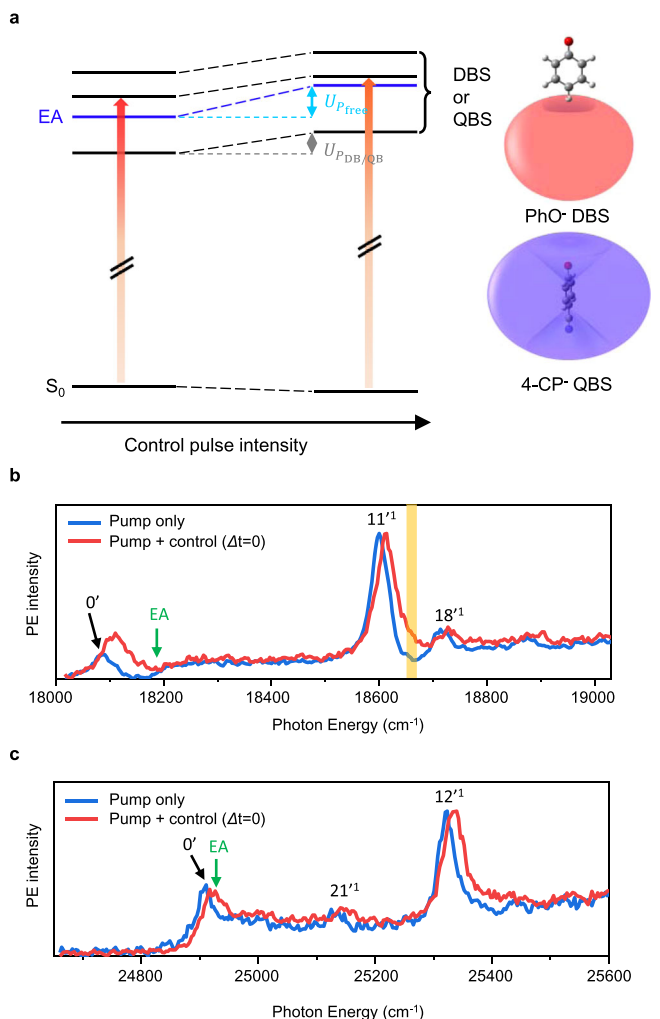 a
EA
U_Pfree
U_PDB/QB
DBS
or
QBS
S₀
Control pulse intensity
PhO⁻ DBS
4-CP⁻ QBS
b
Pump only
Pump + control (Δt=0)
0'
EA
11'¹
18'¹
PE intensity
18000 18200 18400 18600 18800 19000
Photon Energy (cm⁻¹)
c
Pump only
Pump + control (Δt=0)
0'
EA
21'¹
12'¹
PE intensity
24800 25000 25200 25400 25600
Photon Energy (cm⁻¹)